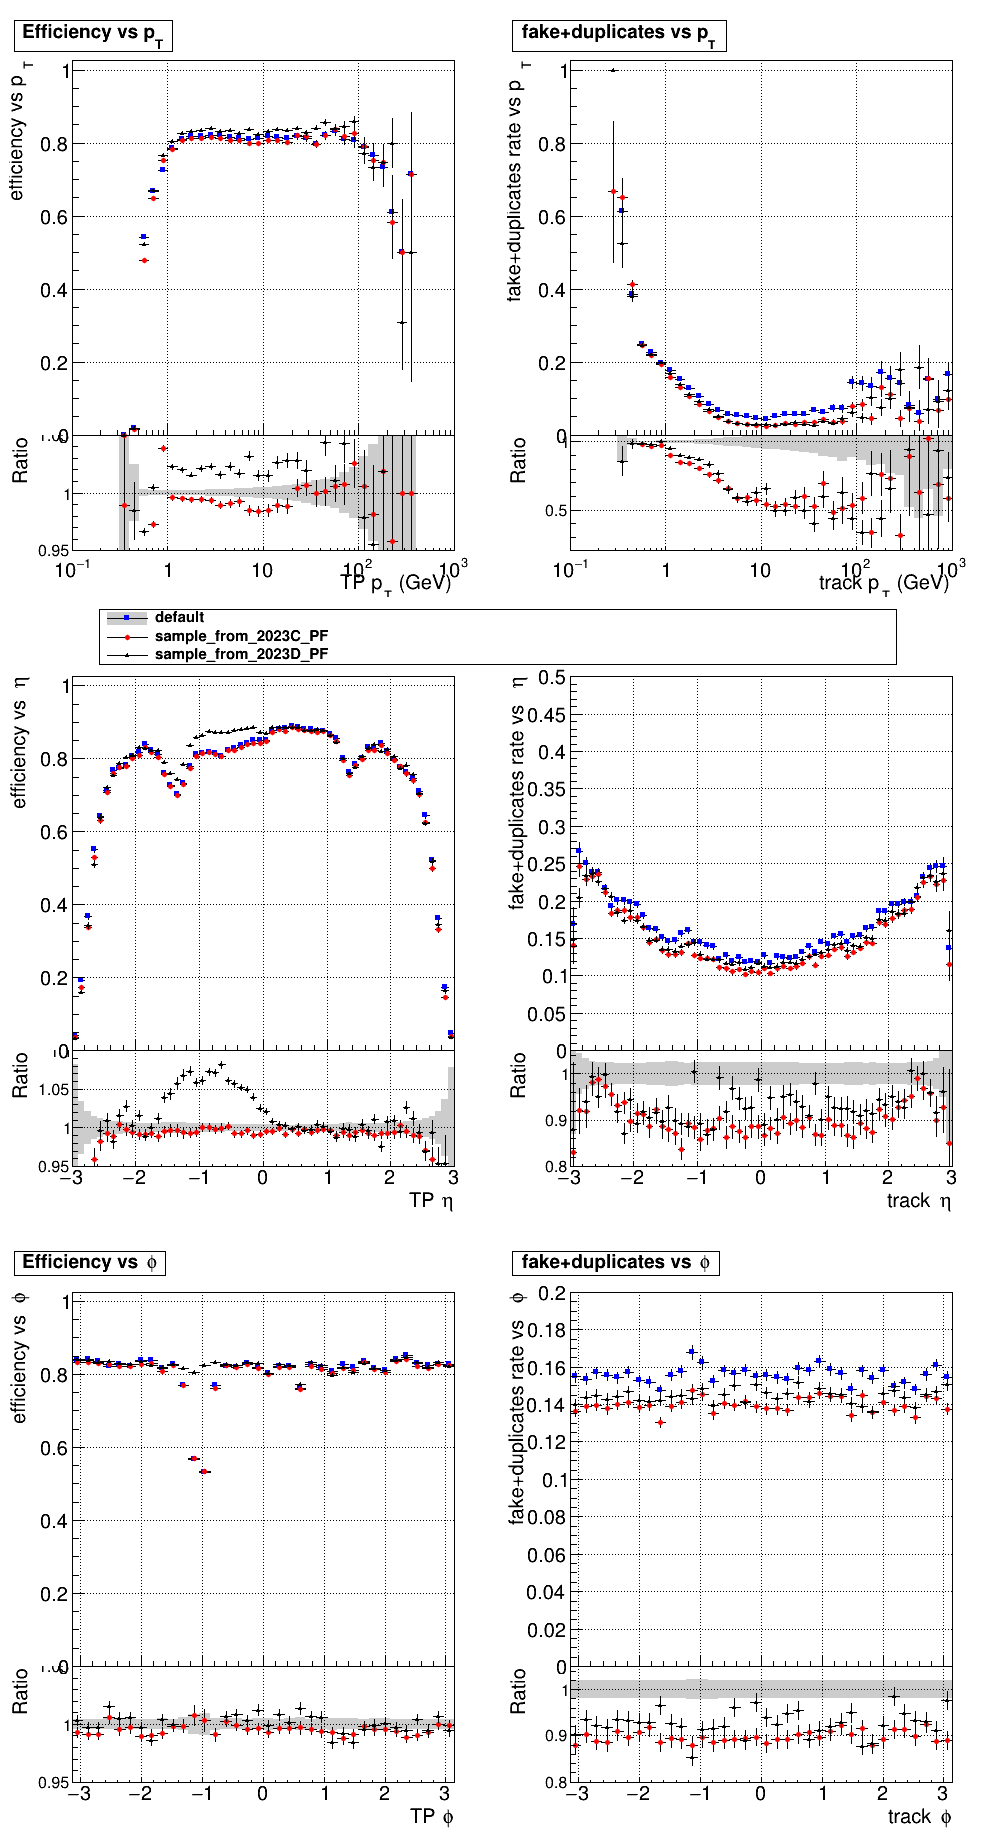 Efficiency vs pT
fake+duplicates vs pT
efficiency vs pT
1
0.8
0.6
0.4
0.2
0
Ratio
1
0.95
10−1 1 10 102 103
TP pT (GeV)
fake+duplicates rate vs pT
1
0.8
0.6
0.4
0.2
0
Ratio
1
0.5
10−1 1 10 102 103
track pT (GeV)
default
sample_from_2023C_PF
sample_from_2023D_PF
efficiency vs η
1
0.8
0.6
0.4
0.2
0
Ratio
1.05
1
0.95
−3 −2 −1 0 1 2 3
TP η
fake+duplicates rate vs η
0.5
0.45
0.4
0.35
0.3
0.25
0.2
0.15
0.1
0.05
0
Ratio
1
0.9
0.8
−3 −2 −1 0 1 2 3
track η
Efficiency vs ϕ
fake+duplicates vs ϕ
efficiency vs ϕ
1
0.8
0.6
0.4
0.2
0
Ratio
1
0.95
−3 −2 −1 0 1 2 3
TP ϕ
fake+duplicates rate vs ϕ
0.2
0.18
0.16
0.14
0.12
0.1
0.08
0.06
0.04
0.02
0
Ratio
1
0.9
0.8
−3 −2 −1 0 1 2 3
track ϕ